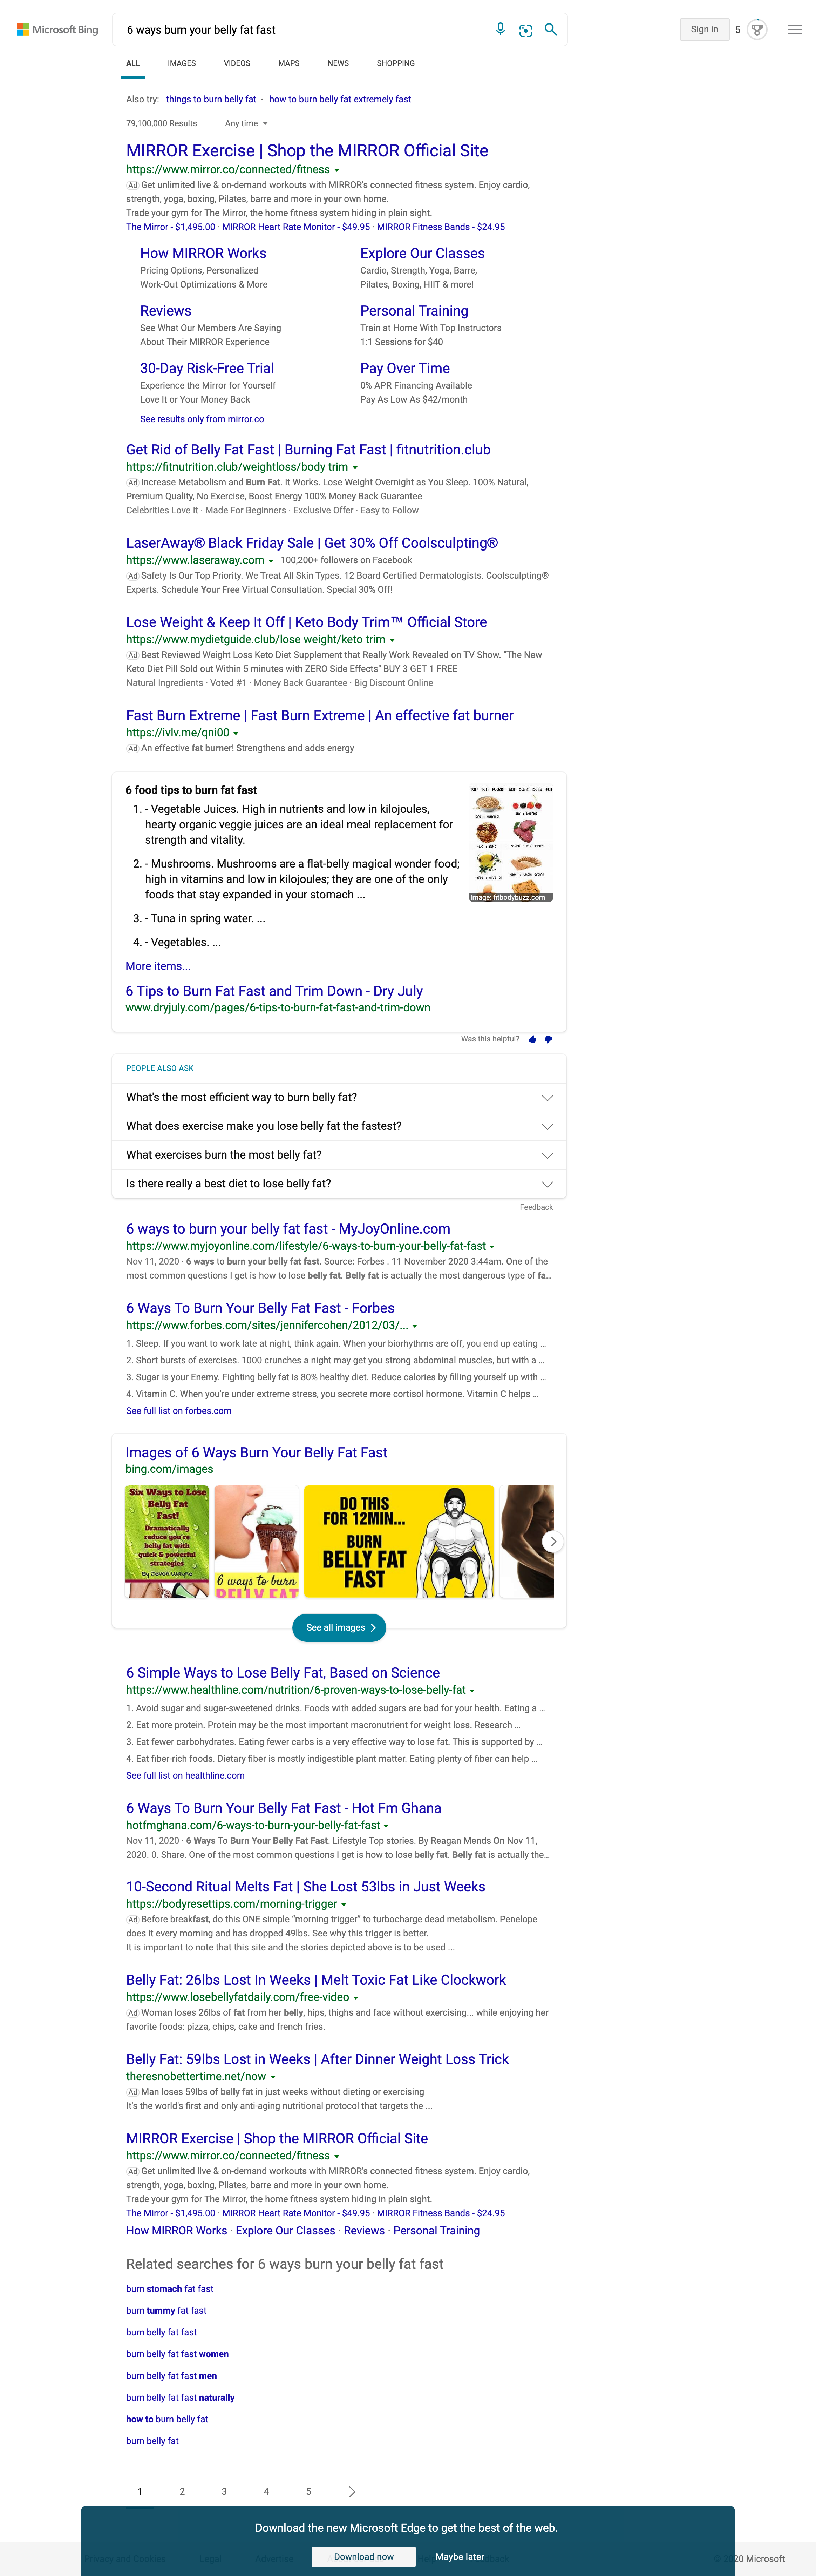 Microsoft Bing
6 ways burn your belly fat fast
Sign in
5
ALL
IMAGES
VIDEOS
MAPS
NEWS
SHOPPING
Also try: things to burn belly fat · how to burn belly fat extremely fast
79,100,000 Results
Any time
MIRROR Exercise | Shop the MIRROR Official Site
https://www.mirror.co/connected/fitness
Ad Get unlimited live & on-demand workouts with MIRROR's connected fitness system. Enjoy cardio,
strength, yoga, boxing, Pilates, barre and more in your own home.
Trade your gym for The Mirror, the home fitness system hiding in plain sight.
The Mirror - $1,495.00 · MIRROR Heart Rate Monitor - $49.95 · MIRROR Fitness Bands - $24.95
How MIRROR Works
Pricing Options, Personalized
Work-Out Optimizations & More
Explore Our Classes
Cardio, Strength, Yoga, Barre,
Pilates, Boxing, HIIT & more!
Reviews
See What Our Members Are Saying
About Their MIRROR Experience
Personal Training
Train at Home With Top Instructors
1:1 Sessions for $40
30-Day Risk-Free Trial
Experience the Mirror for Yourself
Love It or Your Money Back
Pay Over Time
0% APR Financing Available
Pay As Low As $42/month
See results only from mirror.co
Get Rid of Belly Fat Fast | Burning Fat Fast | fitnutrition.club
https://fitnutrition.club/weightloss/body trim
Ad Increase Metabolism and Burn Fat. It Works. Lose Weight Overnight as You Sleep. 100% Natural,
Premium Quality, No Exercise, Boost Energy 100% Money Back Guarantee
Celebrities Love It · Made For Beginners · Exclusive Offer · Easy to Follow
LaserAway® Black Friday Sale | Get 30% Off Coolsculpting®
https://www.laseraway.com 100,200+ followers on Facebook
Ad Safety Is Our Top Priority. We Treat All Skin Types. 12 Board Certified Dermatologists. Coolsculpting®
Experts. Schedule Your Free Virtual Consultation. Special 30% Off!
Lose Weight & Keep It Off | Keto Body Trim™ Official Store
https://www.mydietguide.club/lose weight/keto trim
Ad Best Reviewed Weight Loss Keto Diet Supplement that Really Work Revealed on TV Show. "The New
Keto Diet Pill Sold out Within 5 minutes with ZERO Side Effects" BUY 3 GET 1 FREE
Natural Ingredients · Voted #1 · Money Back Guarantee · Big Discount Online
Fast Burn Extreme | Fast Burn Extreme | An effective fat burner
https://ivlv.me/qni00
Ad An effective fat burner! Strengthens and adds energy
6 food tips to burn fat fast
1. - Vegetable Juices. High in nutrients and low in kilojoules,
hearty organic veggie juices are an ideal meal replacement for
strength and vitality.
2. - Mushrooms. Mushrooms are a flat-belly magical wonder food;
high in vitamins and low in kilojoules; they are one of the only
foods that stay expanded in your stomach ...
3. - Tuna in spring water. ...
4. - Vegetables. ...
TOP TEN FOODS THAT BURN BELLY FAT
Image: fitbodybuzz.com
More items...
6 Tips to Burn Fat Fast and Trim Down - Dry July
www.dryjuly.com/pages/6-tips-to-burn-fat-fast-and-trim-down
Was this helpful?
PEOPLE ALSO ASK
What's the most efficient way to burn belly fat?
What does exercise make you lose belly fat the fastest?
What exercises burn the most belly fat?
Is there really a best diet to lose belly fat?
Feedback
6 ways to burn your belly fat fast - MyJoyOnline.com
https://www.myjoyonline.com/lifestyle/6-ways-to-burn-your-belly-fat-fast
Nov 11, 2020 · 6 ways to burn your belly fat fast. Source: Forbes . 11 November 2020 3:44am. One of the
most common questions I get is how to lose belly fat. Belly fat is actually the most dangerous type of fa...
6 Ways To Burn Your Belly Fat Fast - Forbes
https://www.forbes.com/sites/jennifercohen/2012/03/...
1. Sleep. If you want to work late at night, think again. When your biorhythms are off, you end up eating ...
2. Short bursts of exercises. 1000 crunches a night may get you strong abdominal muscles, but with a ...
3. Sugar is your Enemy. Fighting belly fat is 80% healthy diet. Reduce calories by filling yourself up with ...
4. Vitamin C. When you're under extreme stress, you secrete more cortisol hormone. Vitamin C helps ...
See full list on forbes.com
Images of 6 Ways Burn Your Belly Fat Fast
bing.com/images
Six Ways to Lose
Belly Fat
Fast!
Dramatically
reduce you're
belly fat with
quick & powerful
strategies
By Jevon Wayne
6 ways to burn
BELLY FAT
DO THIS
FOR 12MIN...
BURN
BELLY FAT
FAST
See all images
6 Simple Ways to Lose Belly Fat, Based on Science
https://www.healthline.com/nutrition/6-proven-ways-to-lose-belly-fat
1. Avoid sugar and sugar-sweetened drinks. Foods with added sugars are bad for your health. Eating a ...
2. Eat more protein. Protein may be the most important macronutrient for weight loss. Research ...
3. Eat fewer carbohydrates. Eating fewer carbs is a very effective way to lose fat. This is supported by ...
4. Eat fiber-rich foods. Dietary fiber is mostly indigestible plant matter. Eating plenty of fiber can help ...
See full list on healthline.com
6 Ways To Burn Your Belly Fat Fast - Hot Fm Ghana
hotfmghana.com/6-ways-to-burn-your-belly-fat-fast
Nov 11, 2020 · 6 Ways To Burn Your Belly Fat Fast. Lifestyle Top stories. By Reagan Mends On Nov 11,
2020. 0. Share. One of the most common questions I get is how to lose belly fat. Belly fat is actually the...
10-Second Ritual Melts Fat | She Lost 53lbs in Just Weeks
https://bodyresettips.com/morning-trigger
Ad Before breakfast, do this ONE simple "morning trigger" to turbocharge dead metabolism. Penelope
does it every morning and has dropped 49lbs. See why this trigger is better.
It is important to note that this site and the stories depicted above is to be used ...
Belly Fat: 26lbs Lost In Weeks | Melt Toxic Fat Like Clockwork
https://www.losebellyfatdaily.com/free-video
Ad Woman loses 26lbs of fat from her belly, hips, thighs and face without exercising... while enjoying her
favorite foods: pizza, chips, cake and french fries.
Belly Fat: 59lbs Lost in Weeks | After Dinner Weight Loss Trick
theresnobettertime.net/now
Ad Man loses 59lbs of belly fat in just weeks without dieting or exercising
It's the world's first and only anti-aging nutritional protocol that targets the ...
MIRROR Exercise | Shop the MIRROR Official Site
https://www.mirror.co/connected/fitness
Ad Get unlimited live & on-demand workouts with MIRROR's connected fitness system. Enjoy cardio,
strength, yoga, boxing, Pilates, barre and more in your own home.
Trade your gym for The Mirror, the home fitness system hiding in plain sight.
The Mirror - $1,495.00 · MIRROR Heart Rate Monitor - $49.95 · MIRROR Fitness Bands - $24.95
How MIRROR Works · Explore Our Classes · Reviews · Personal Training
Related searches for 6 ways burn your belly fat fast
burn stomach fat fast
burn tummy fat fast
burn belly fat fast
burn belly fat fast women
burn belly fat fast men
burn belly fat fast naturally
how to burn belly fat
burn belly fat
1 2 3 4 5
Download the new Microsoft Edge to get the best of the web.
Download now
Maybe later
Privacy and Cookies
Legal
Advertise
20 Microsoft